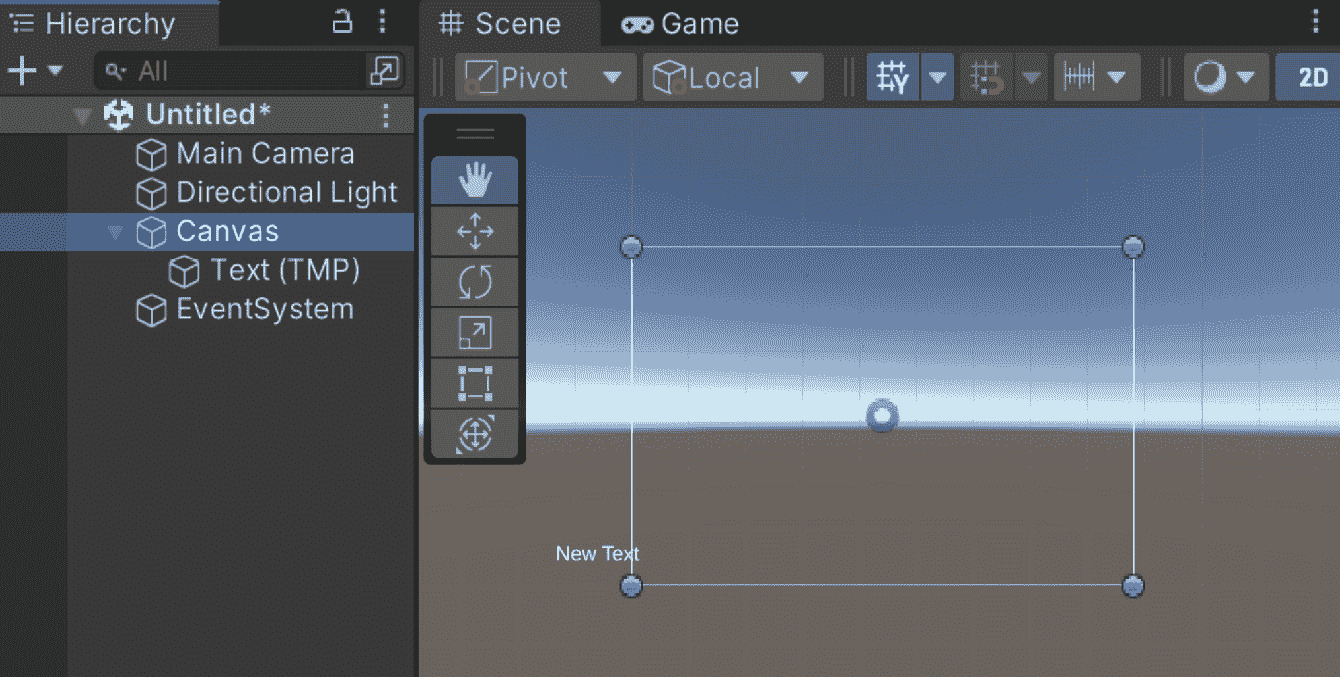 Hierarchy
All
Untitled*
Main Camera
Directional Light
Canvas
Text (TMP)
EventSystem
Scene
Game
Pivot
Local
2D
New Text